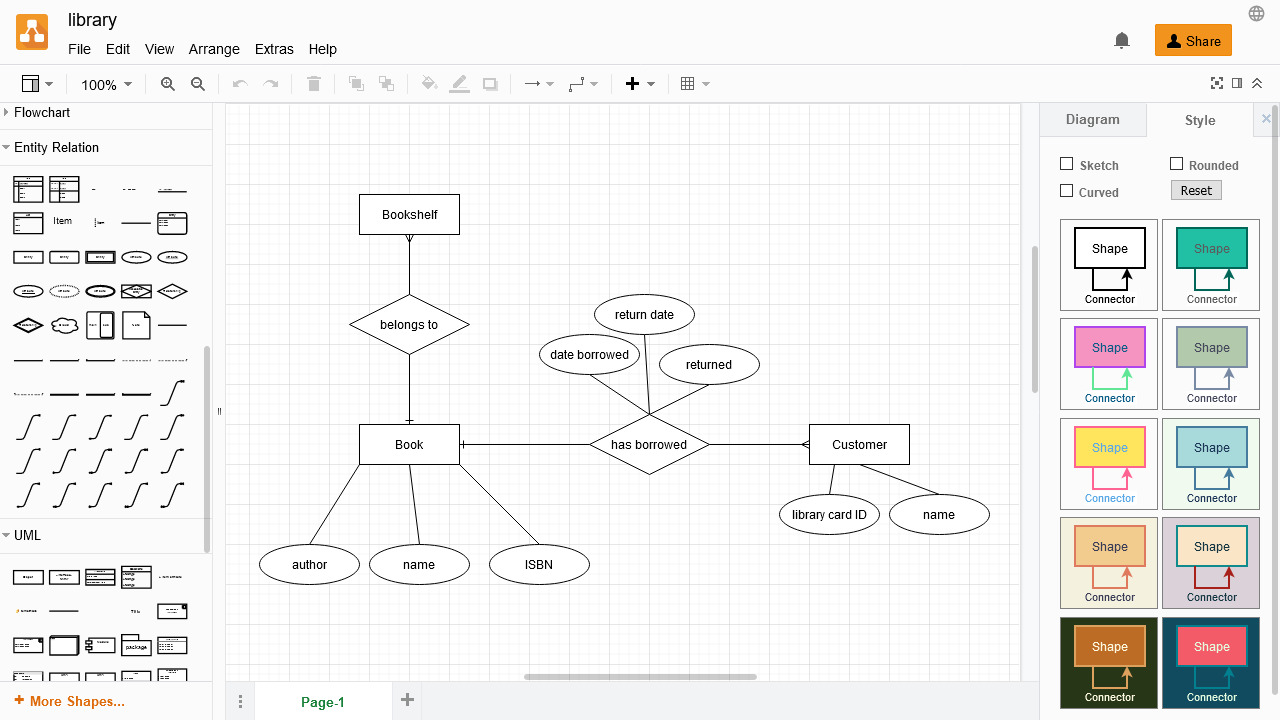 library
File Edit View Arrange Extras Help
Share
100%
Flowchart
Entity Relation
Item
UML
Title
package
+ More Shapes...
Bookshelf
belongs to
return date
date borrowed
returned
Book
has borrowed
Customer
library card ID
name
author
name
ISBN
Page-1
Diagram
Style
Sketch
Rounded
Curved
Reset
Shape
Connector
Shape
Connector
Shape
Connector
Shape
Connector
Shape
Connector
Shape
Connector
Shape
Connector
Shape
Connector
Shape
Connector
Shape
Connector